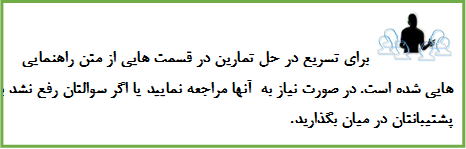 برای تسریع در حل تمارین در قسمت هایی از متن راهنمایی
هایی شده است. در صورت نیاز به آنها مراجعه نمایید یا اگر سوالتان رفع نشد
پشتیبانتان در میان بگذارید.